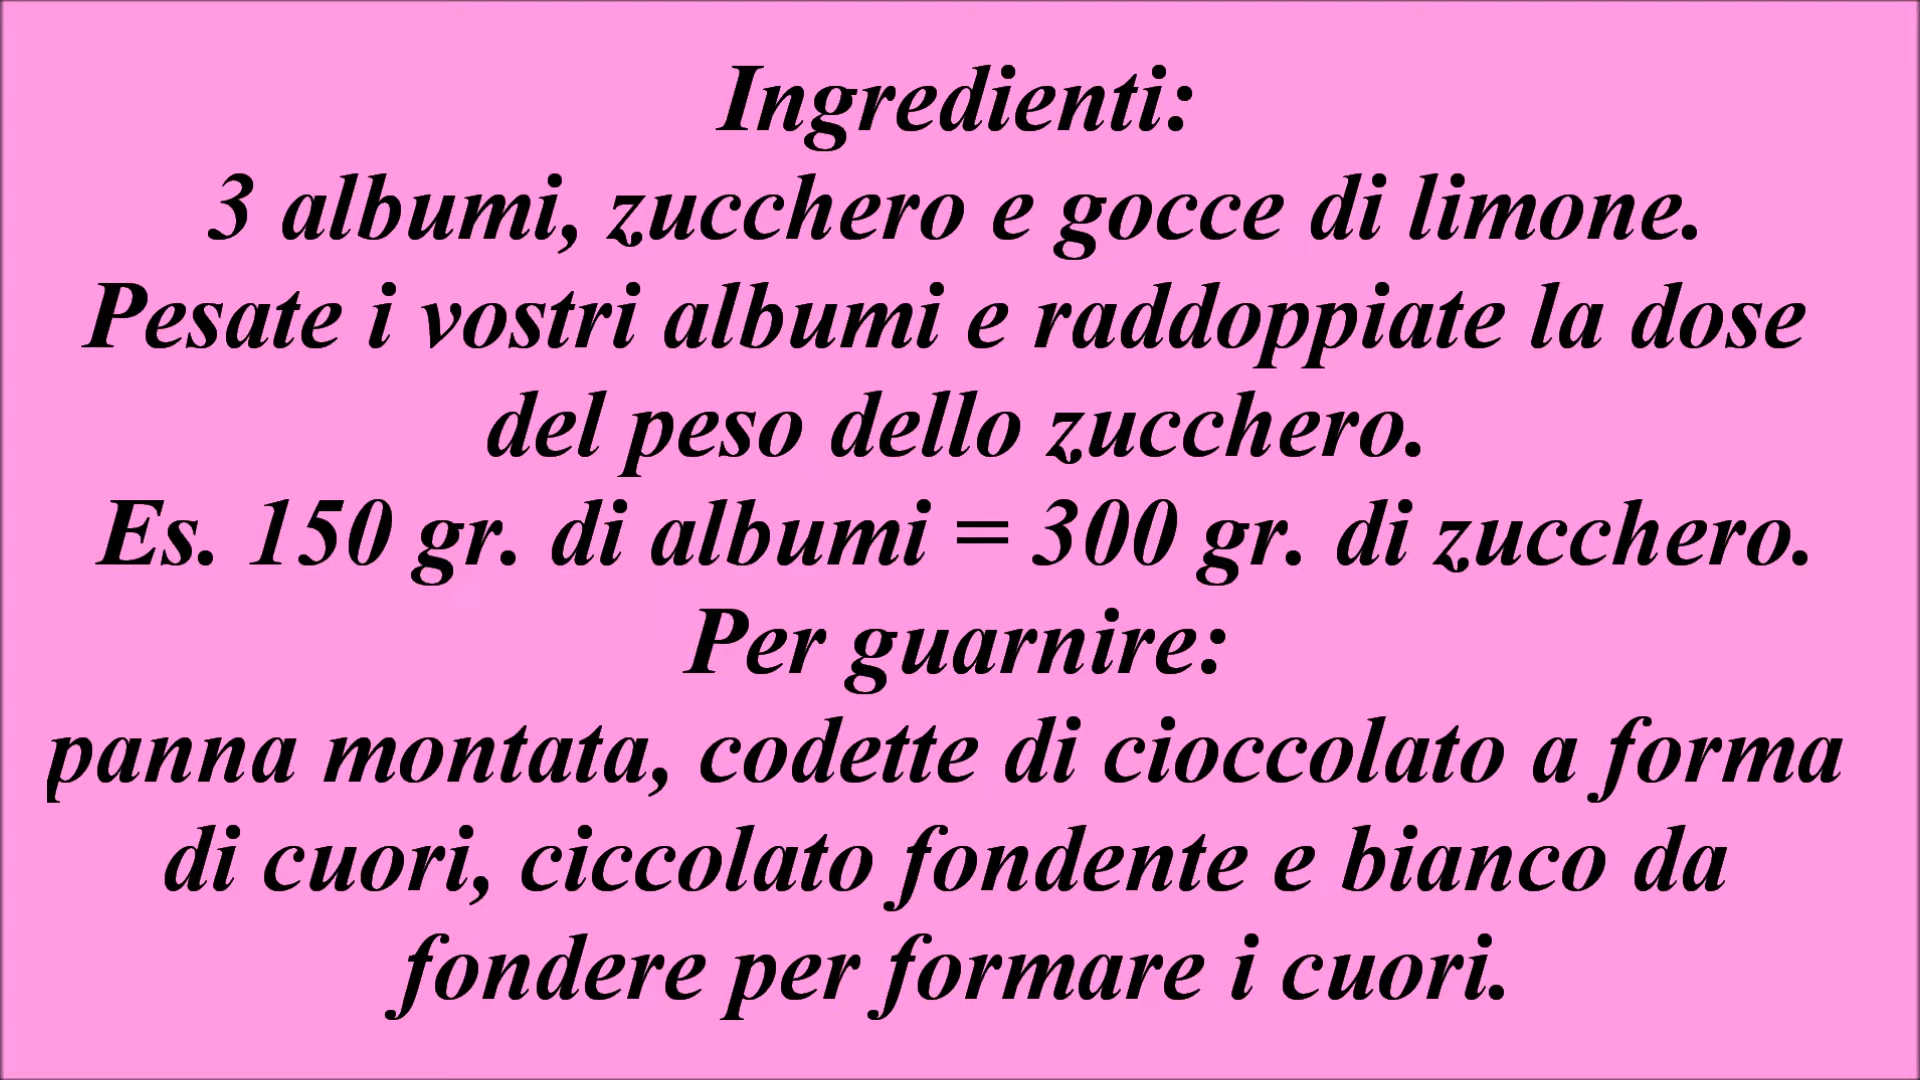 Ingredienti:
3 albumi, zucchero e gocce di limone.
Pesate i vostri albumi e raddoppiate la dose
del peso dello zucchero.
Es. 150 gr. di albumi = 300 gr. di zucchero.
Per guarnire:
panna montata, codette di cioccolato a forma
di cuori, ciccolato fondente e bianco da
fondere per formare i cuori.